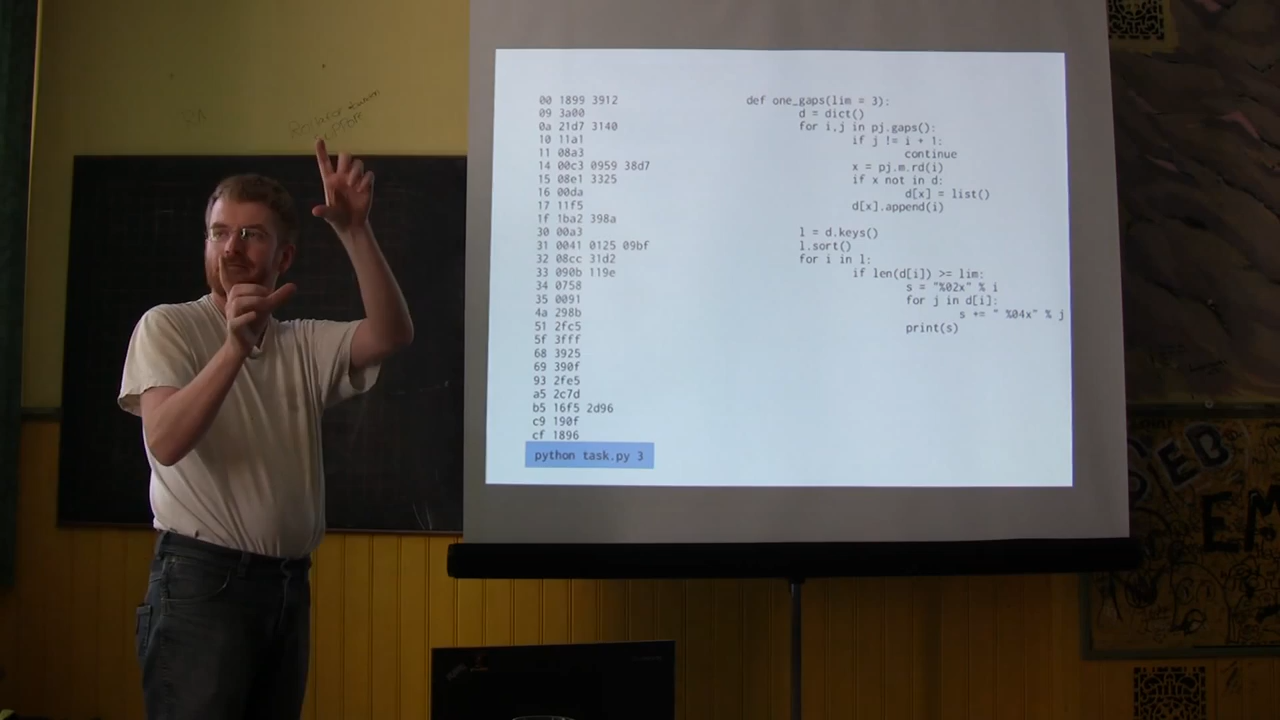 RA
00 1899 3912
09 3a00
0a 21d7 3140
10 11a1
11 08a3
14 00c3 0959 38d7
15 08e1 3325
16 00da
17 11f5
1f 1ba2 398a
30 00a3
31 0041 0125 09bf
32 08cc 31d2
33 090b 119e
34 0758
35 0091
4a 298b
51 2fc5
5f 3fff
68 3925
69 390f
93 2fe5
a5 2c7d
b5 16f5 2d96
c9 190f
cf 1896
python task.py 3
def one_gaps(lim = 3):
d = dict()
for i,j in pj.gaps():
if j != i + 1:
continue
x = pj.m.rd(i)
if x not in d:
d[x] = list()
d[x].append(i)
l = d.keys()
l.sort()
for i in l:
if len(d[i]) >= lim:
s = "%02x" % i
for j in d[i]:
s += " %04x" % j
print(s)
EB
EM